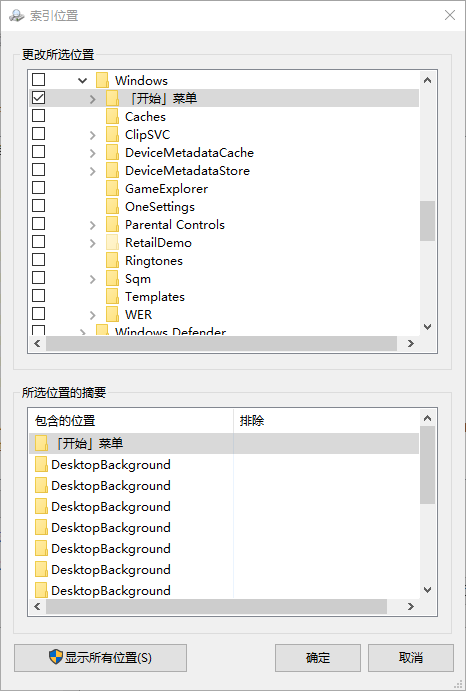 索引位置
更改所选位置
Windows
「开始」菜单
Caches
ClipSVC
DeviceMetadataCache
DeviceMetadataStore
GameExplorer
OneSettings
Parental Controls
RetailDemo
Ringtones
Sqm
Templates
WER
Windows Defender
所选位置的摘要
包含的位置 排除
「开始」菜单
DesktopBackground
DesktopBackground
DesktopBackground
DesktopBackground
DesktopBackground
DesktopBackground
DesktopBackground
显示所有位置(S) 确定 取消